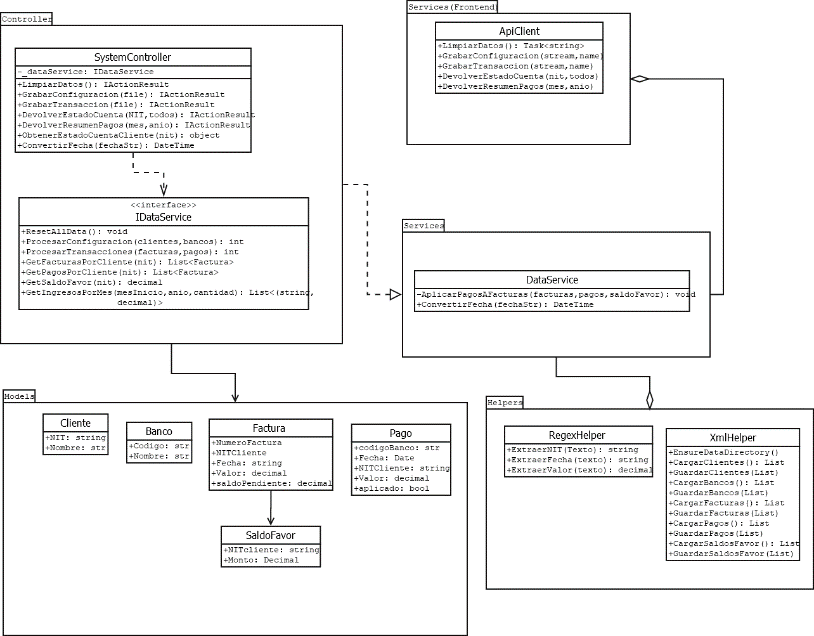 Controller
SystemController
-_dataService: IDataService
+LimpiarDatos(): IActionResult
+GrabarConfiguracion(file): IActionResult
+GrabarTransaccion(file): IActionResult
+DevolverEstadoCuenta(NIT,todos): IActionResult
+DevolverResumenPagos(mes,anio): IActionResult
+ObtenerEstadoCuentaCliente(nit): object
+ConvertirFecha(fechaStr): DateTime
<<interface>>
IDataService
+ResetAllData(): void
+ProcesarConfiguracion(clientes,bancos): int
+ProcesarTransacciones(facturas,pagos): int
+GetFacturasPorCliente(nit): List<Factura>
+GetPagosPorCliente(nit): List<Factura>
+GetSaldoFavor(nit): decimal
+GetIngresosPorMes(mesInicio,anio,cantidad): List<(string,
decimal)>
Services(Frontend)
ApiClient
+LimpiarDatos(): Task<string>
+GrabarConfiguracion(stream,name)
+GrabarTransaccion(stream,name)
+DevolverEstadoCuenta(nit,todos)
+DevolverResumenPagos(mes,anio)
Services
DataService
-AplicarPagosAFacturas(facturas,pagos,saldoFavor): void
+ConvertirFecha(fechaStr): DateTime
Models
Cliente
+NIT: string
+Nombre: str
Banco
+Codigo: str
+Nombre: str
Factura
+NumeroFactura
+NITCliente
+Fecha: string
+Valor: decimal
+saldoPendiente: decimal
Pago
+codigoBanco: str
+Fecha: Date
+NITCliente: string
+Valor: decimal
+aplicado: bool
SaldoFavor
+NITcliente: string
+Monto: Decimal
Helpers
RegexHelper
+ExtraerNIT(Texto): string
+ExtraerFecha(texto): string
+ExtraerValor(texto): decimal
XmlHelper
+EnsureDataDirectory()
+CargarClientes(): List
+GuardarClientes(List)
+CargarBancos(): List
+GuardarBancos(List)
+CargarFacturas(): List
+GuardarFacturas(List)
+CargarPagos(): List
+GuardarPagos(List)
+CargarSaldosFavor(): List
+GuardarSaldosFavor(List)